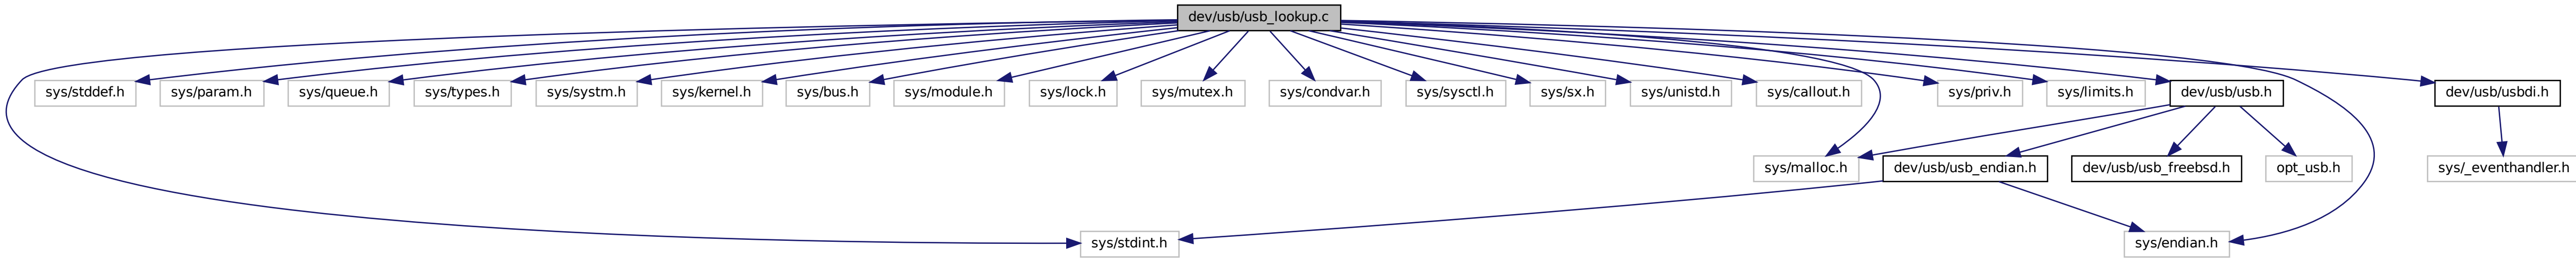 dev/usb/usb_lookup.c
sys/stddef.h
sys/param.h
sys/queue.h
sys/types.h
sys/systm.h
sys/kernel.h
sys/bus.h
sys/module.h
sys/lock.h
sys/mutex.h
sys/condvar.h
sys/sysctl.h
sys/sx.h
sys/unistd.h
sys/callout.h
sys/priv.h
sys/limits.h
dev/usb/usb.h
dev/usb/usbdi.h
sys/malloc.h
dev/usb/usb_endian.h
dev/usb/usb_freebsd.h
opt_usb.h
sys/_eventhandler.h
sys/stdint.h
sys/endian.h